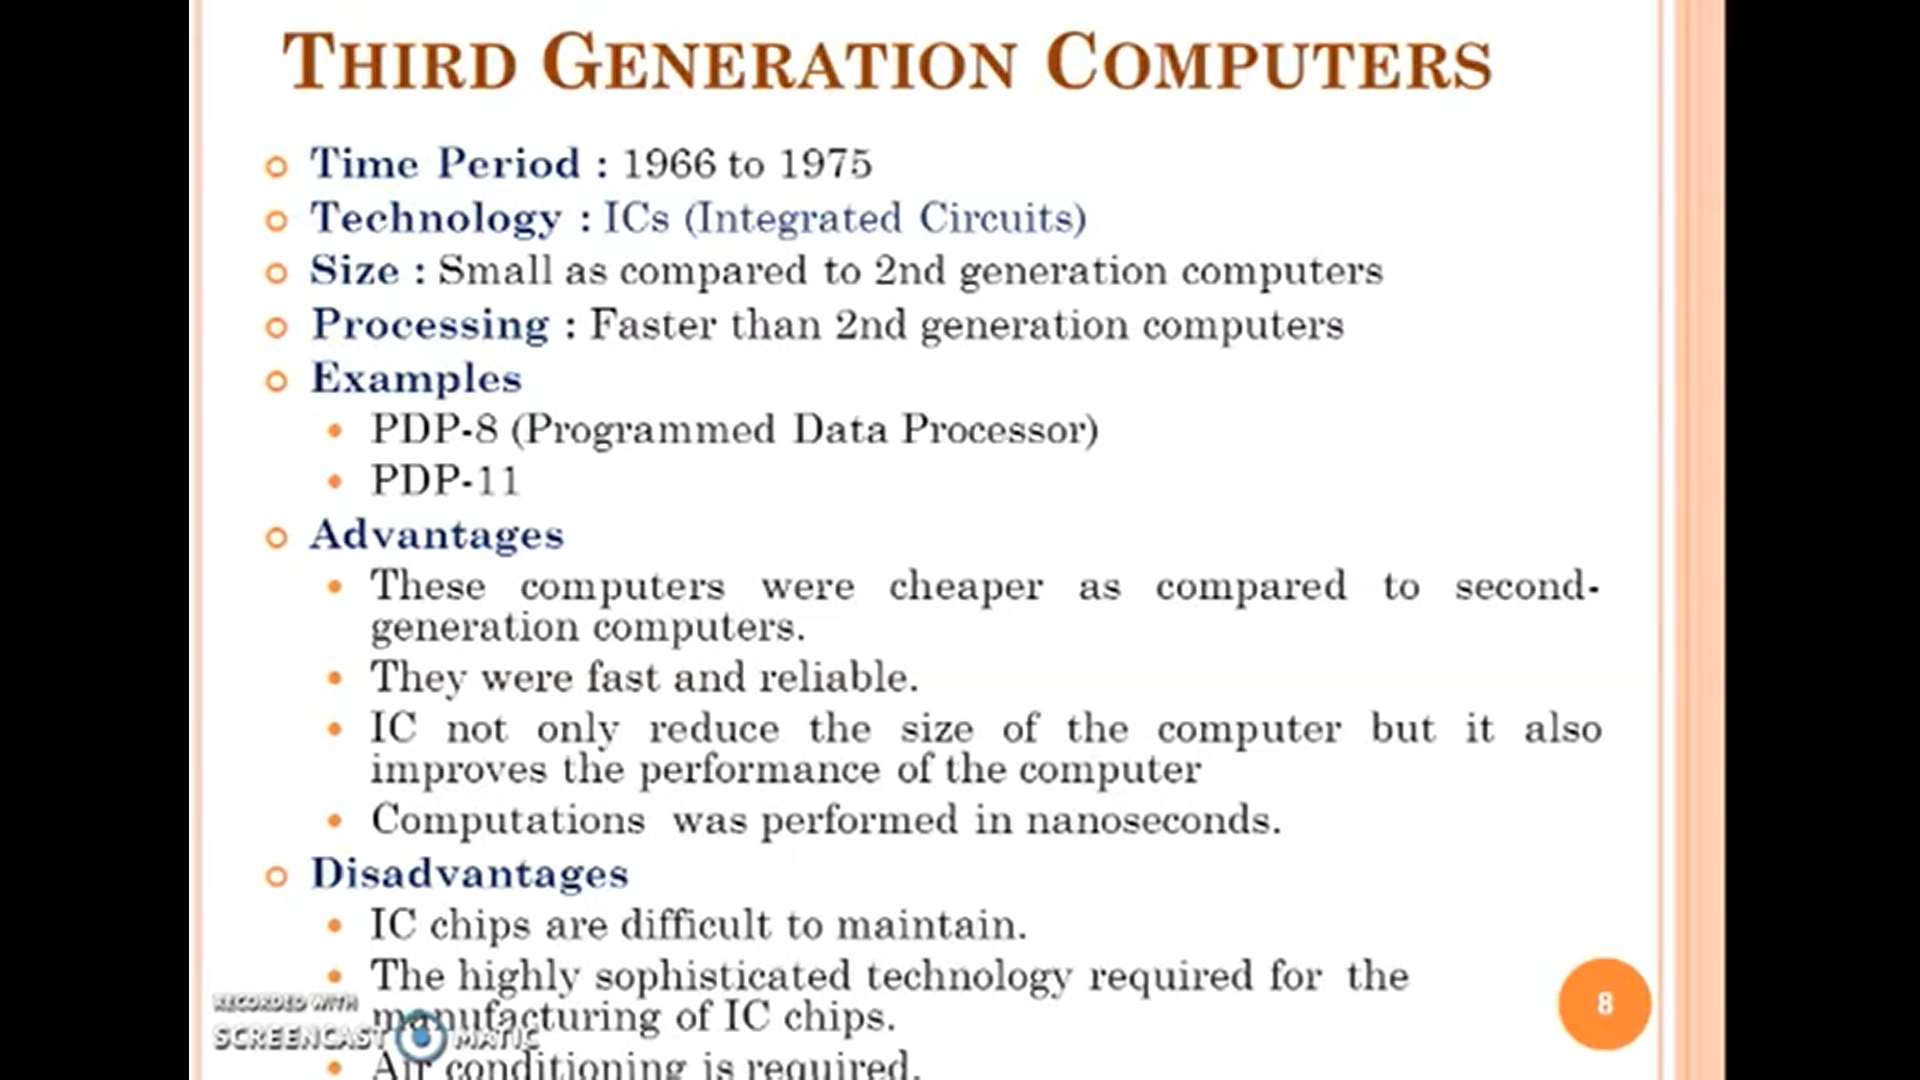 THIRD GENERATION COMPUTERS
Time Period : 1966 to 1975
Technology : ICs (Integrated Circuits)
Size : Small as compared to 2nd generation computers
Processing : Faster than 2nd generation computers
Examples
PDP-8 (Programmed Data Processor)
PDP-11
Advantages
These computers were cheaper as compared to second-
generation computers.
They were fast and reliable.
IC not only reduce the size of the computer but it also
improves the performance of the computer
Computations was performed in nanoseconds.
Disadvantages
IC chips are difficult to maintain.
The highly sophisticated technology required for the
manufacturing of IC chips.
Air conditioning is required.
8
RECORDED WITH
SCREENCAST MATIC